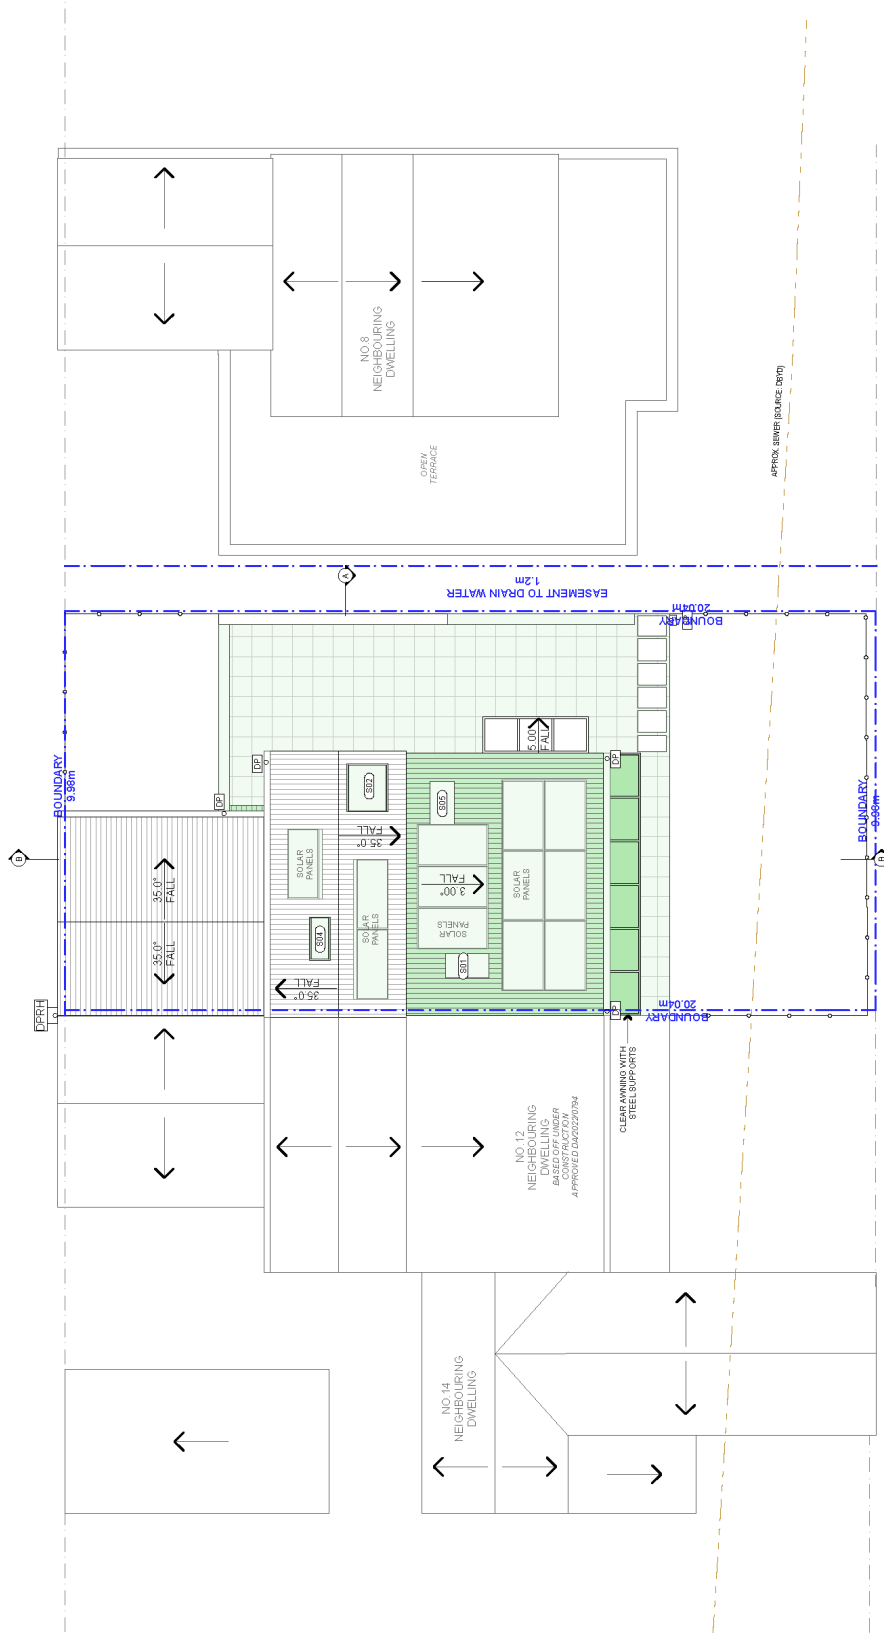 NO.8
NEIGHBOURING
DWELLING
OPEN
TERRACE
APPROX. SEWER (SOURCE: DBYD)
A
EASEMENT TO DRAIN WATER
1.2m
BOUNDARY
20.04m
BOUNDARY
9.98m
DP
DP
DP
5.00°
FALL
S02
S05
B
35.0°
FALL
35.0°
FALL
SOLAR
PANELS
FALL
35.0°
SOLAR
PANELS
S04
FALL
3.00°
SOLAR
PANELS
SOLAR
PANELS
S01
FALL
35.0°
BOUNDARY
9.98m
B
DPRH
DP
BOUNDARY
20.04m
CLEAR AWNING WITH
STEEL SUPPORTS
NO.12
NEIGHBOURING
DWELLING
BASED OFF UNDER
CONSTRUCTION
APPROVED DA/2022/0794
NO.14
NEIGHBOURING
DWELLING